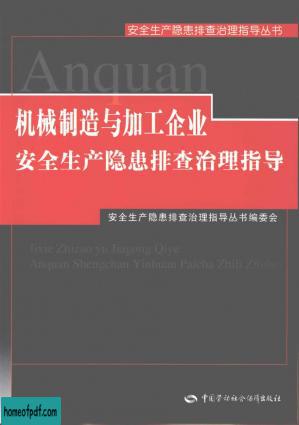 安全生产隐患排查治理指导丛书
Anquan
机械制造与加工企业
安全生产隐患排查治理指导
安全生产隐患排查治理指导丛书编委会
Jixie Zhizao yu Jiagong Qiye
Anquan Shengchan Yinhuan Paicha Zhili Zhidao
中国劳动社会保障出版社
homeofpdf.com
homeofpdf.com